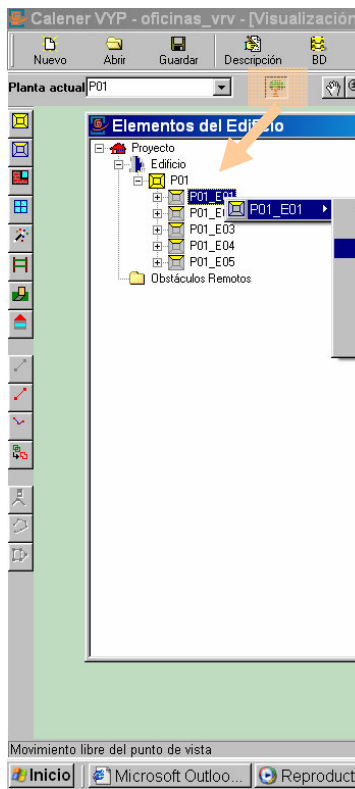 Calener VYP - oficinas_vrv - [Visualización
Nuevo Abrir Guardar Descripción BD
Planta actual P01
Elementos del Edificio
Proyecto
Edificio
P01
P01_E01
P01_E01
P01_E03
P01_E04
P01_E05
Obstáculos Remotos
Movimiento libre del punto de vista
Inicio Microsoft Outloo... Reproduct